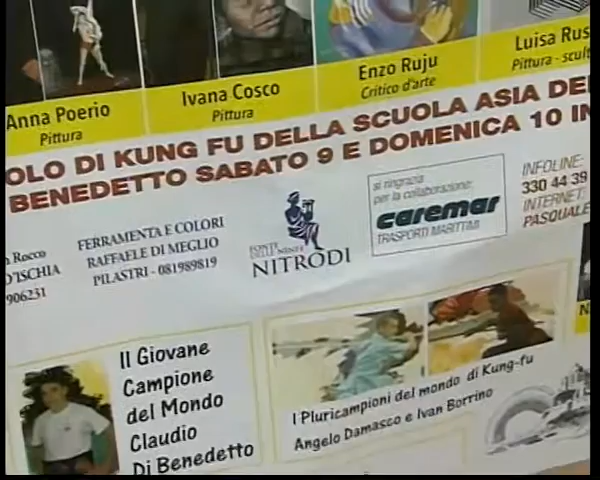 Anna Poerio
Pittura
Ivana Cosco
Pittura
Enzo Ruju
Critico d'arte
Luisa Rus
Pittura - scult
OLO DI KUNG FU DELLA SCUOLA ASIA DE
BENEDETTO SABATO 9 E DOMENICA 10 IN
Rocco
D'ISCHIA
906231
FERRAMENTA E COLORI
RAFFAELE DI MEGLIO
PILASTRI - 081989819
FONTI
DELLE NINFE
NITRODI
si ringrazia
per la collaborazione:
caremar
TRASPORTI MARITTIMI
INFOLINE:
330 44 39
INTERNET:
PASQUALE
Il Giovane
Campione
del Mondo
Claudio
Di Benedetto
I Pluricampioni del mondo di Kung-fu
Angelo Damasco e Ivan Borrino